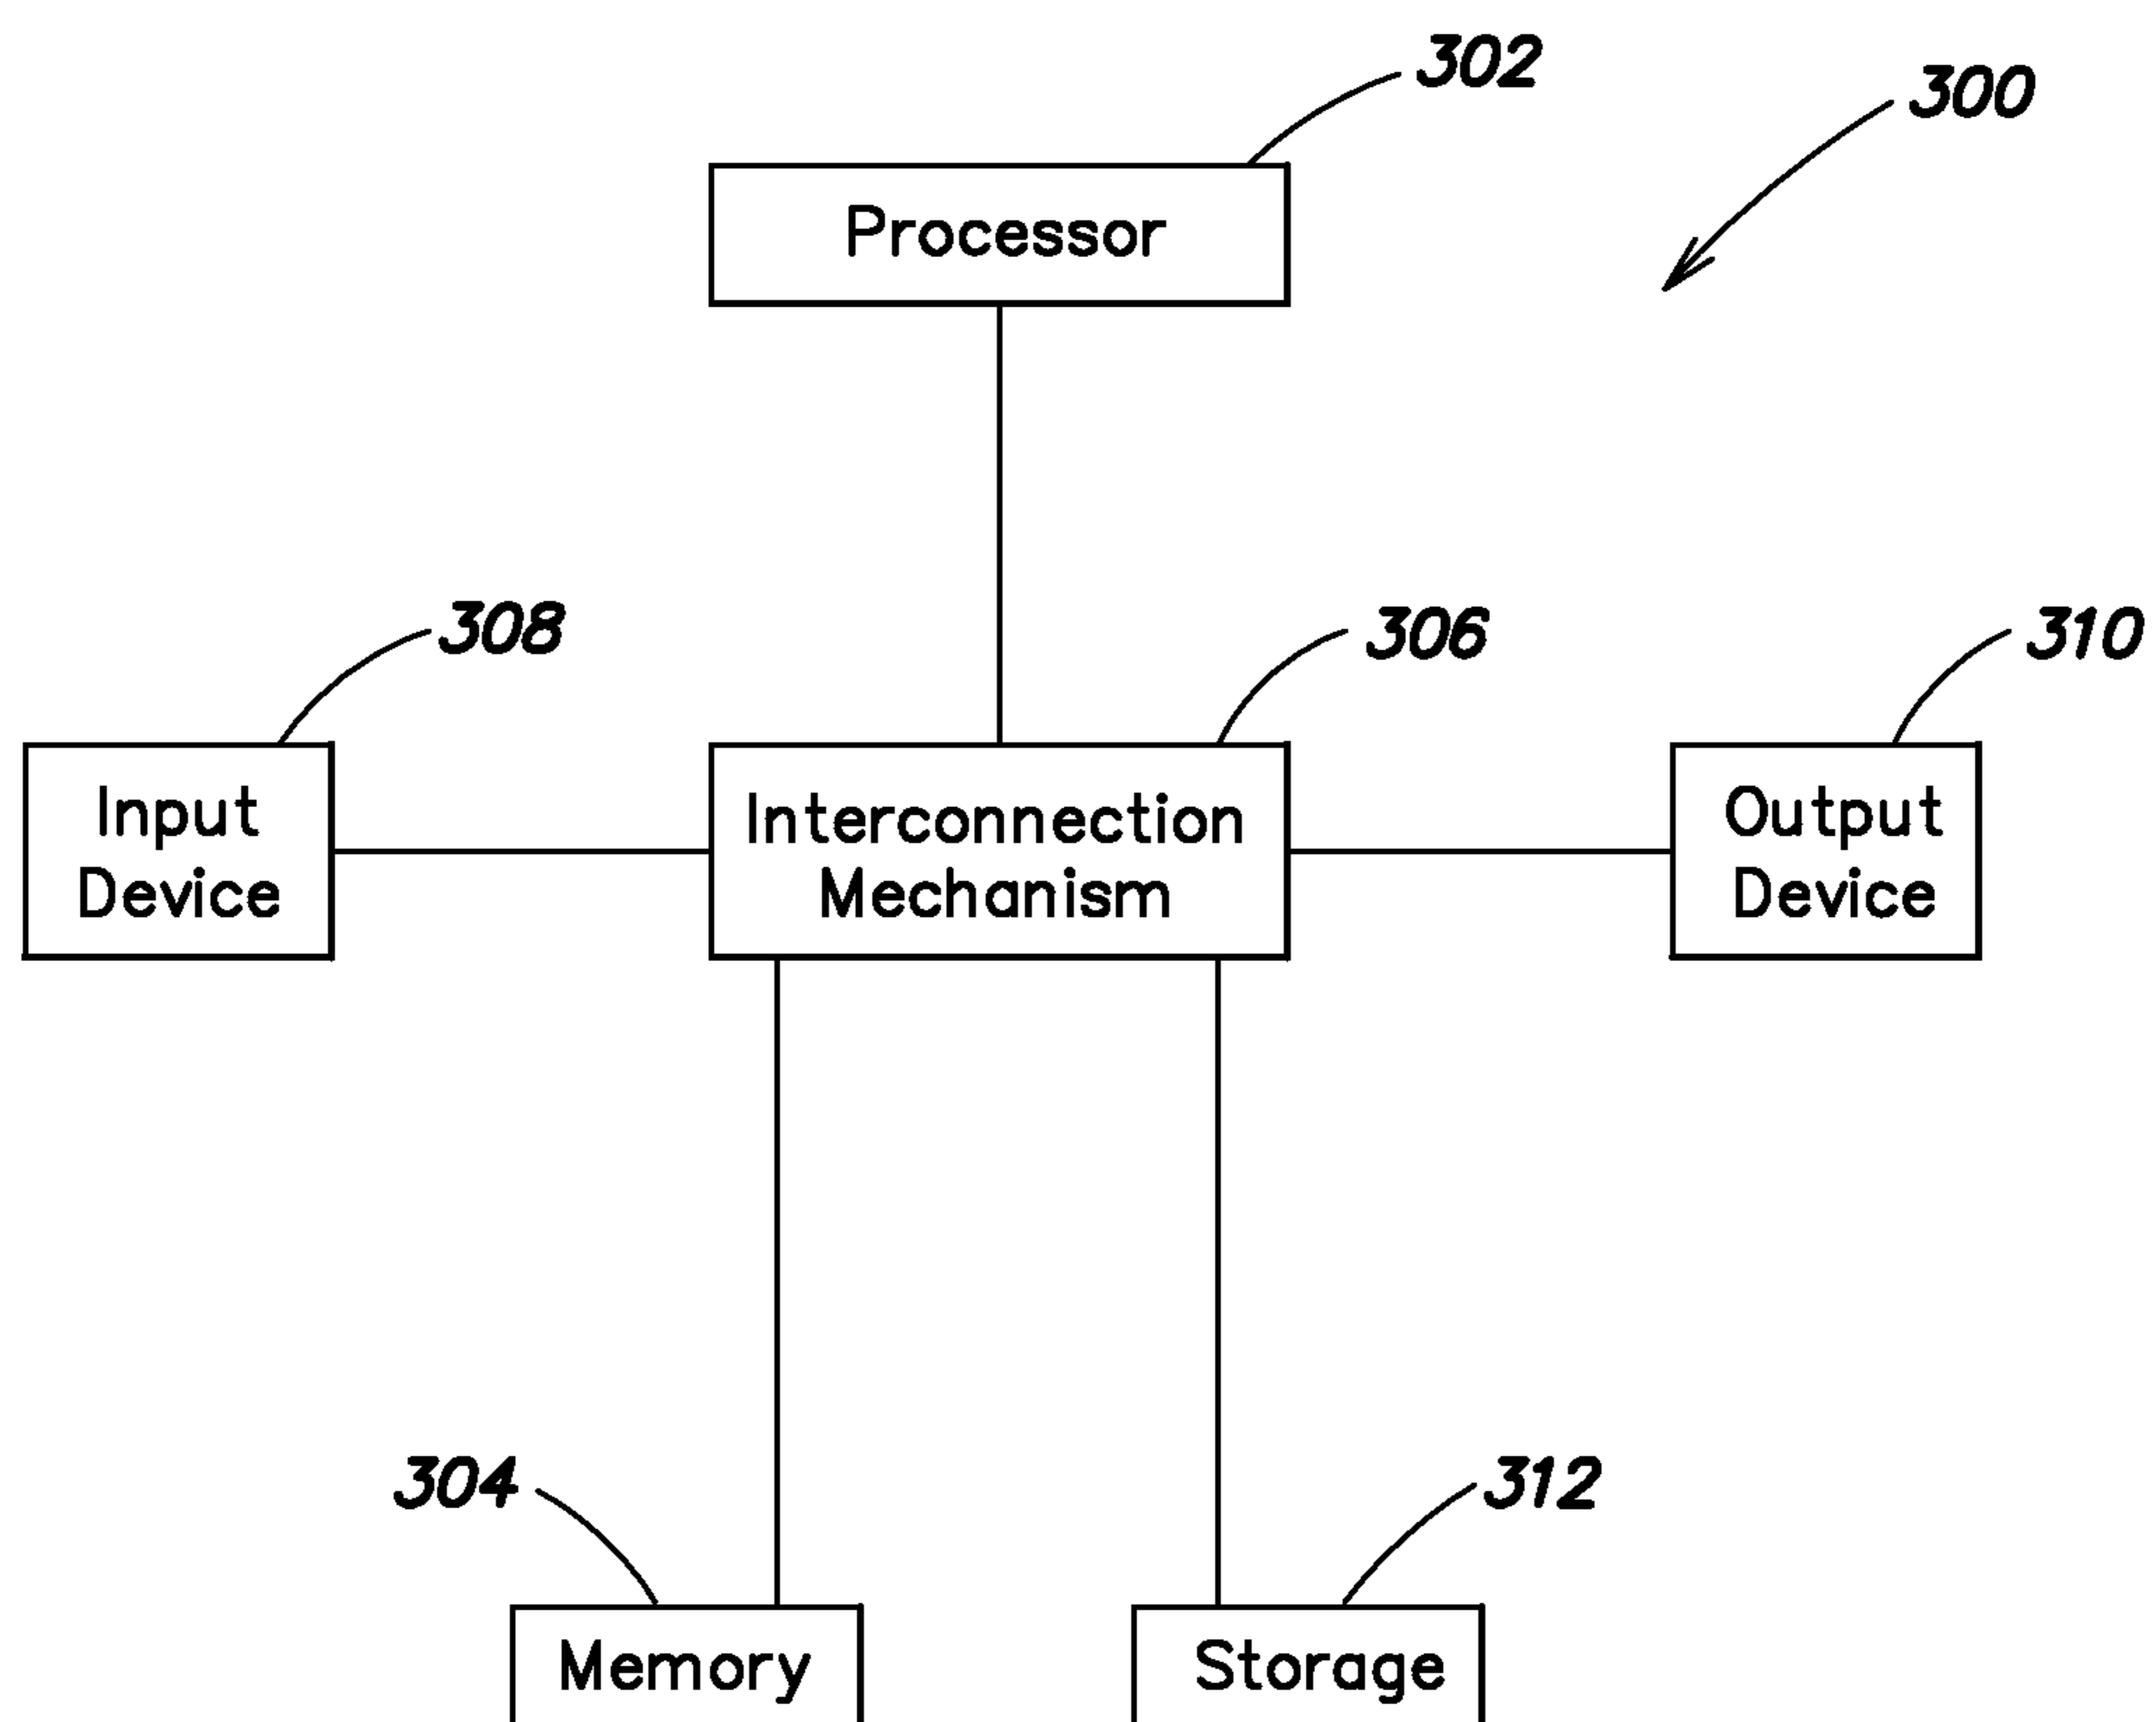 302
300
Processor
308
306
310
Input
Device
Interconnection
Mechanism
Output
Device
304
312
Memory
Storage